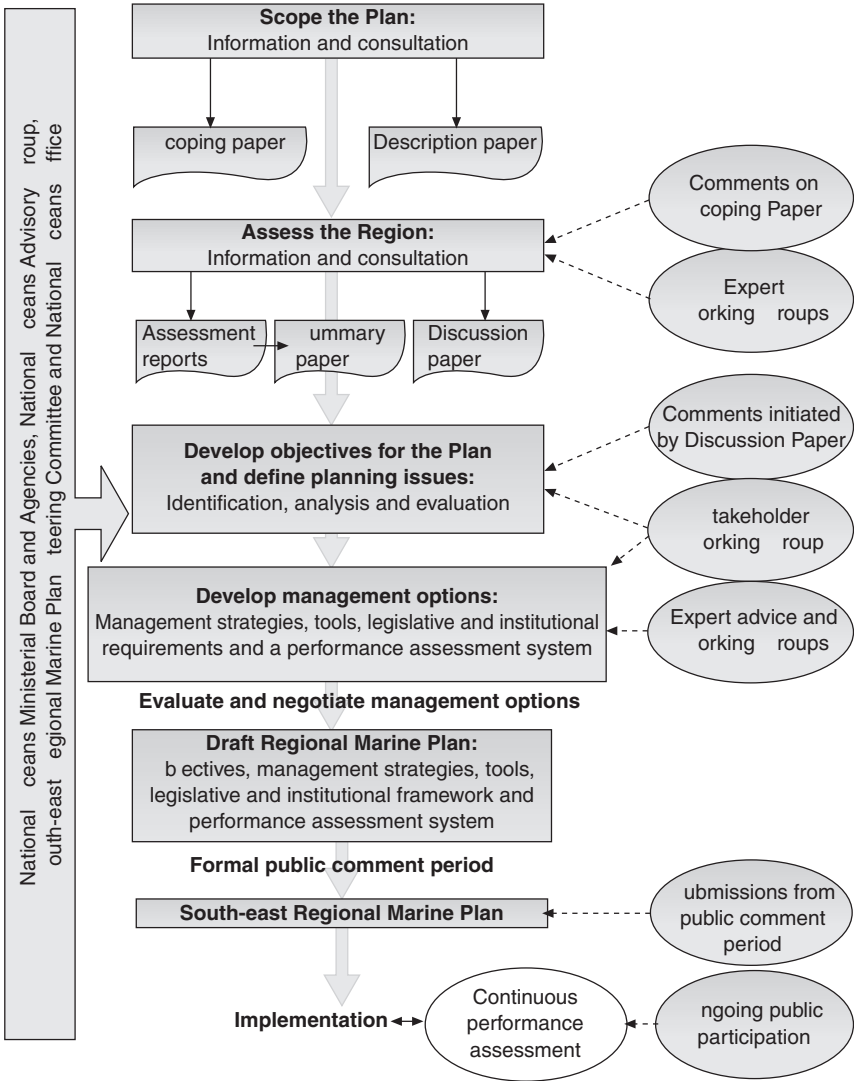 National ceans Ministerial Board and Agencies, National ceans Advisory roup,
outh-east egional Marine Plan teering Committee and National ceans ffice
Scope the Plan:
Information and consultation
coping paper
Description paper
Assess the Region:
Information and consultation
Comments on
coping Paper
Expert
orking roups
Assessment
reports
ummary
paper
Discussion
paper
Develop objectives for the Plan
and define planning issues:
Identification, analysis and evaluation
Comments initiated
by Discussion Paper
takeholder
orking roup
Develop management options:
Management strategies, tools, legislative and institutional
requirements and a performance assessment system
Expert advice and
orking roups
Evaluate and negotiate management options
Draft Regional Marine Plan:
b ectives, management strategies, tools,
legislative and institutional framework and
performance assessment system
Formal public comment period
South-east Regional Marine Plan
ubmissions from
public comment
period
Implementation
Continuous
performance
assessment
ngoing public
participation